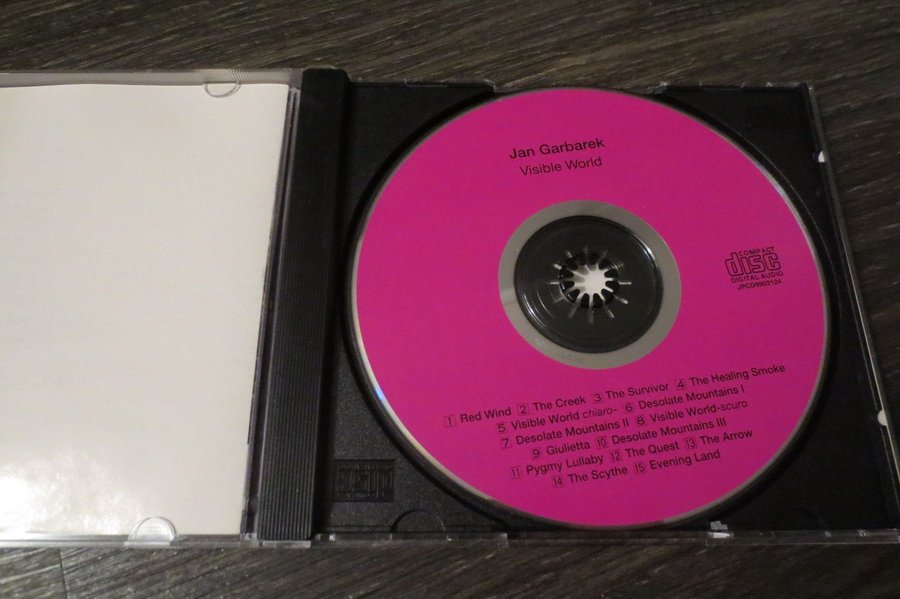 Jan Garbarek
Visible World
COMPACT
disc
DIGITAL AUDIO
JPCD9902124
1 Red Wind 2 The Creek 3 The Survivor 4 The Healing Smoke
5 Visible World chiaro- 6 Desolate Mountains I
7 Desolate Mountains II 8 Visible World-scuro
9 Giulietta 10 Desolate Mountains III
11 Pygmy Lullaby 12 The Quest 13 The Arrow
14 The Scythe 15 Evening Land